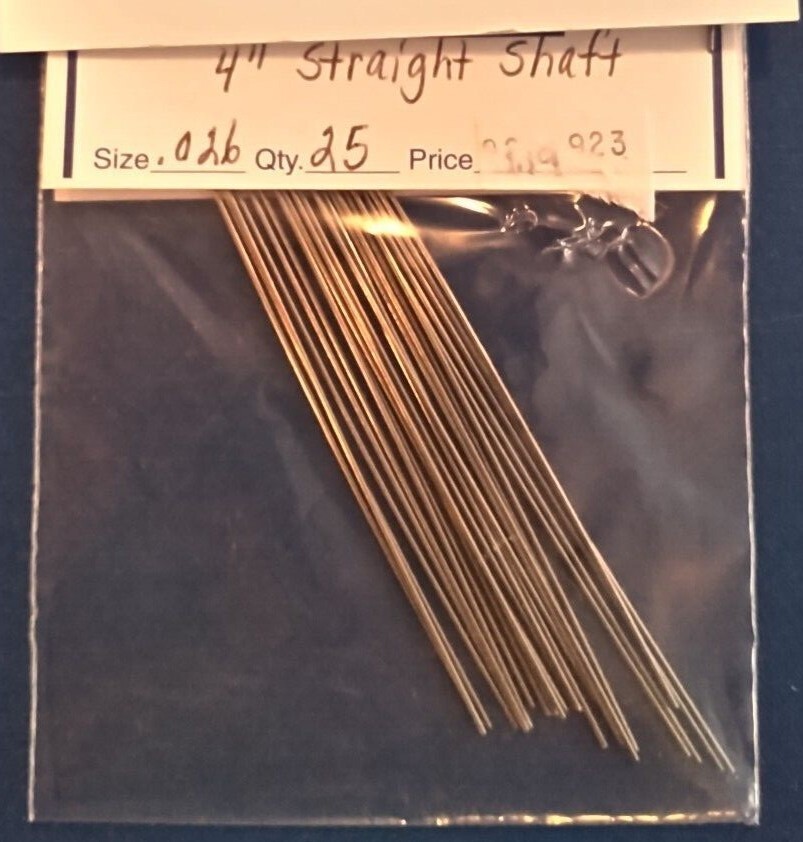 4" Straight Shaft
Size .026 Qty. 25 Price 923